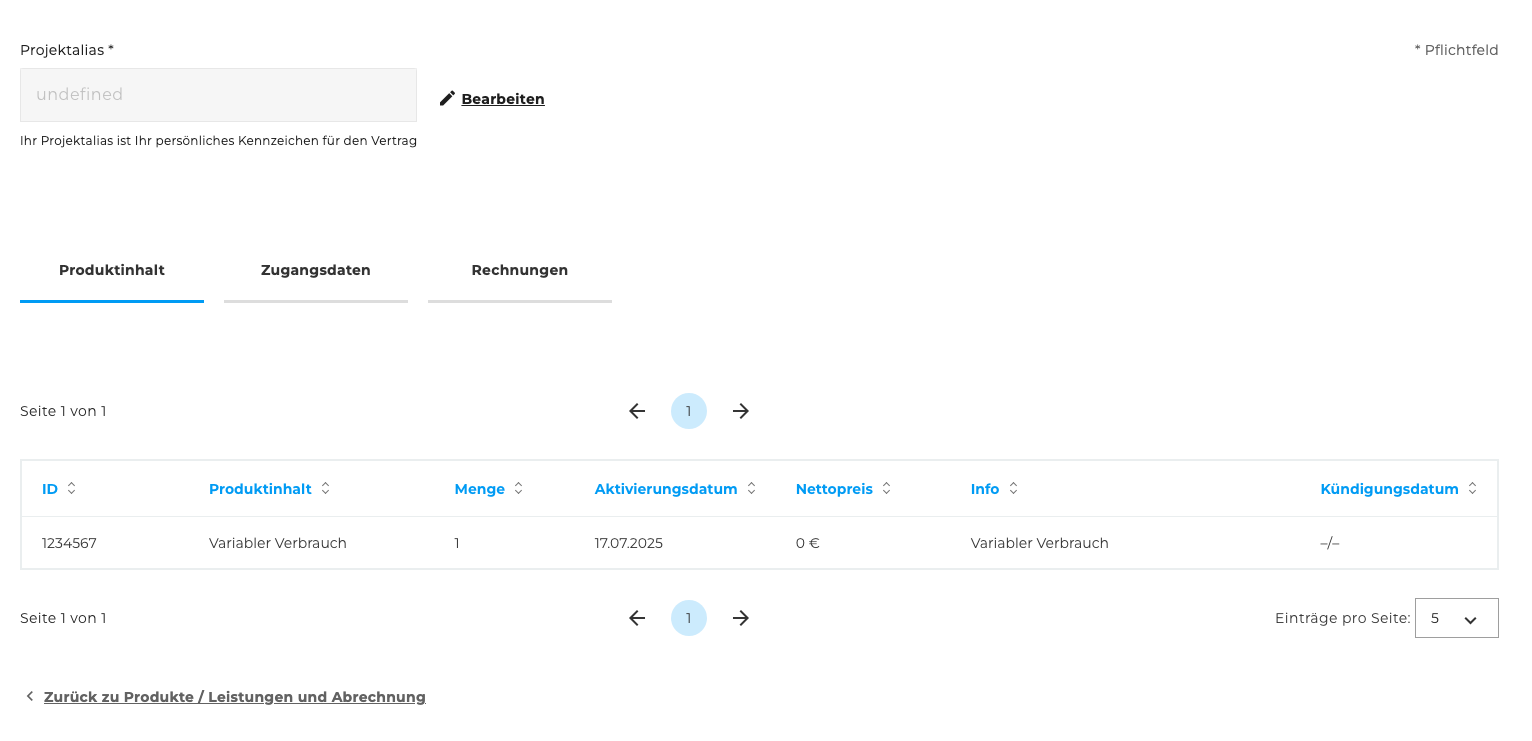 Projektalias *
* Pflichtfeld
undefined
Bearbeiten
Ihr Projektalias ist Ihr persönliches Kennzeichen für den Vertrag
Produktinhalt Zugangsdaten Rechnungen
Seite 1 von 1
1
ID Produktinhalt Menge Aktivierungsdatum Nettopreis Info Kündigungsdatum
1234567 Variabler Verbrauch 1 17.07.2025 0 € Variabler Verbrauch –/–
Seite 1 von 1
1
Einträge pro Seite: 5
Zurück zu Produkte / Leistungen und Abrechnung